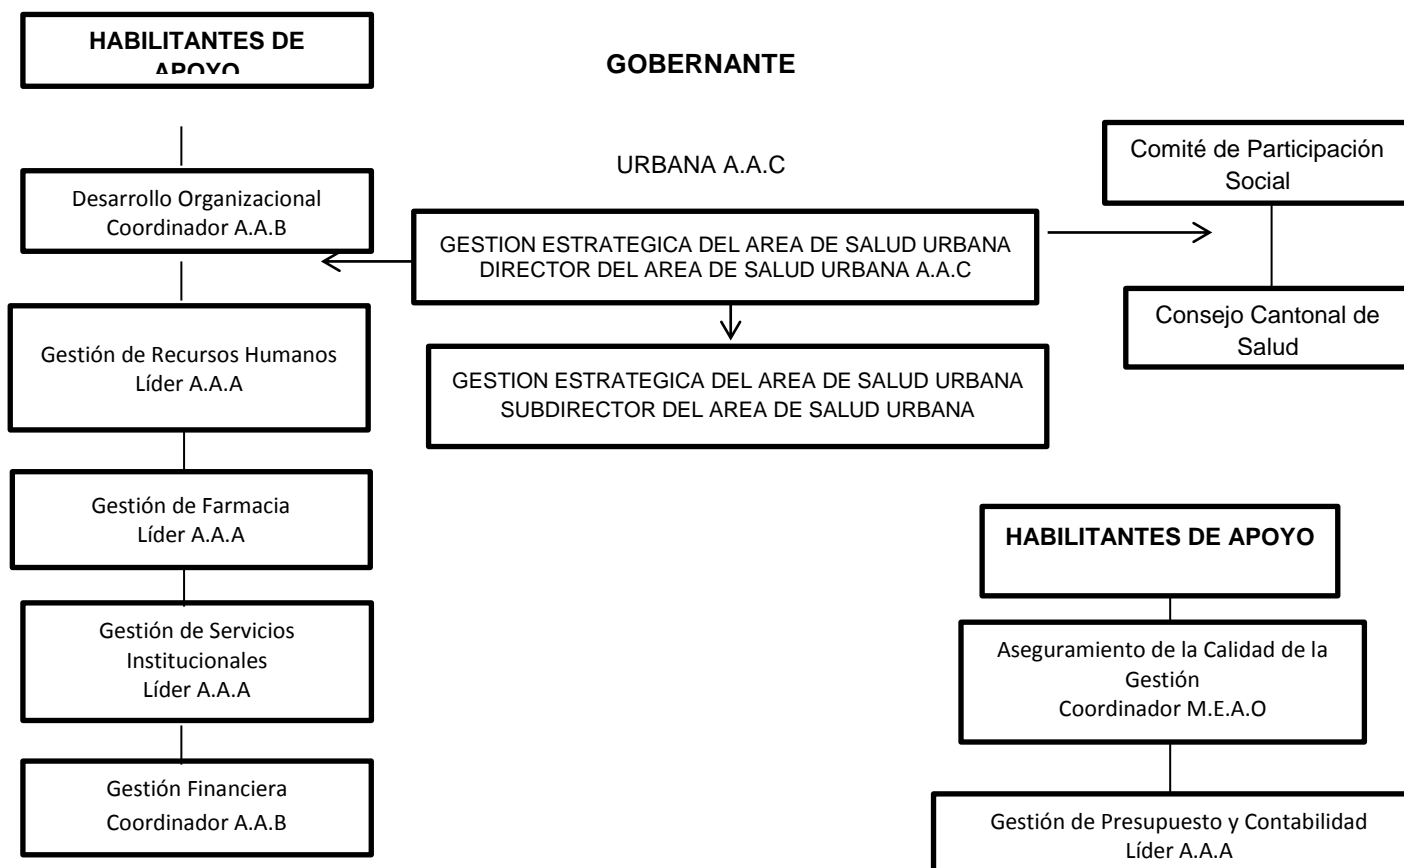 HABILITANTES DE
APOYO
Desarrollo Organizacional
Coordinador A.A.B
Gestión de Recursos Humanos
Líder A.A.A
Gestión de Farmacia
Líder A.A.A
Gestión de Servicios
Institucionales
Líder A.A.A
Gestión Financiera
Coordinador A.A.B
GOBERNANTE
URBANA A.A.C
GESTION ESTRATEGICA DEL AREA DE SALUD URBANA
DIRECTOR DEL AREA DE SALUD URBANA A.A.C
GESTION ESTRATEGICA DEL AREA DE SALUD URBANA
SUBDIRECTOR DEL AREA DE SALUD URBANA
Comité de Participación
Social
Consejo Cantonal de
Salud
HABILITANTES DE APOYO
Aseguramiento de la Calidad de la
Gestión
Coordinador M.E.A.O
Gestión de Presupuesto y Contabilidad
Líder A.A.A